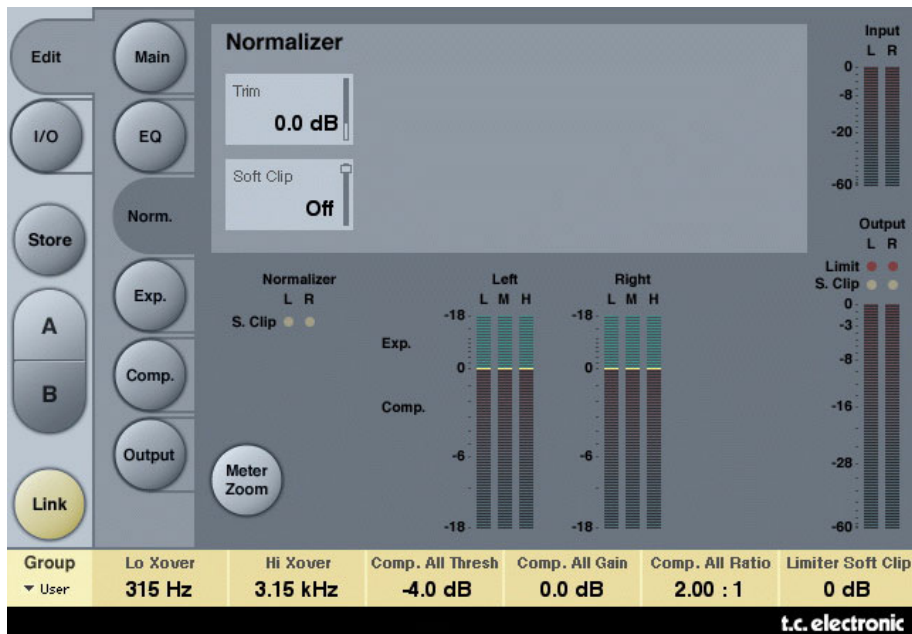 Edit
Main
I/O
EQ
Norm.
Store
Exp.
A
B
Comp.
Output
Link
Normalizer
Trim
0.0 dB
Soft Clip
Off
Normalizer
L R
S. Clip
Meter
Zoom
Left
L M H
-18
Exp.
0
Comp.
-6
-18
Right
L M H
-18
0
-6
-18
Input
L R
0
-8
-20
-60
Output
L R
Limit
S. Clip
0
-3
-8
-16
-28
-60
Group
User
Lo Xover
315 Hz
Hi Xover
3.15 kHz
Comp. All Thresh
-4.0 dB
Comp. All Gain
0.0 dB
Comp. All Ratio
2.00 : 1
Limiter Soft Clip
0 dB
t.c. electronic